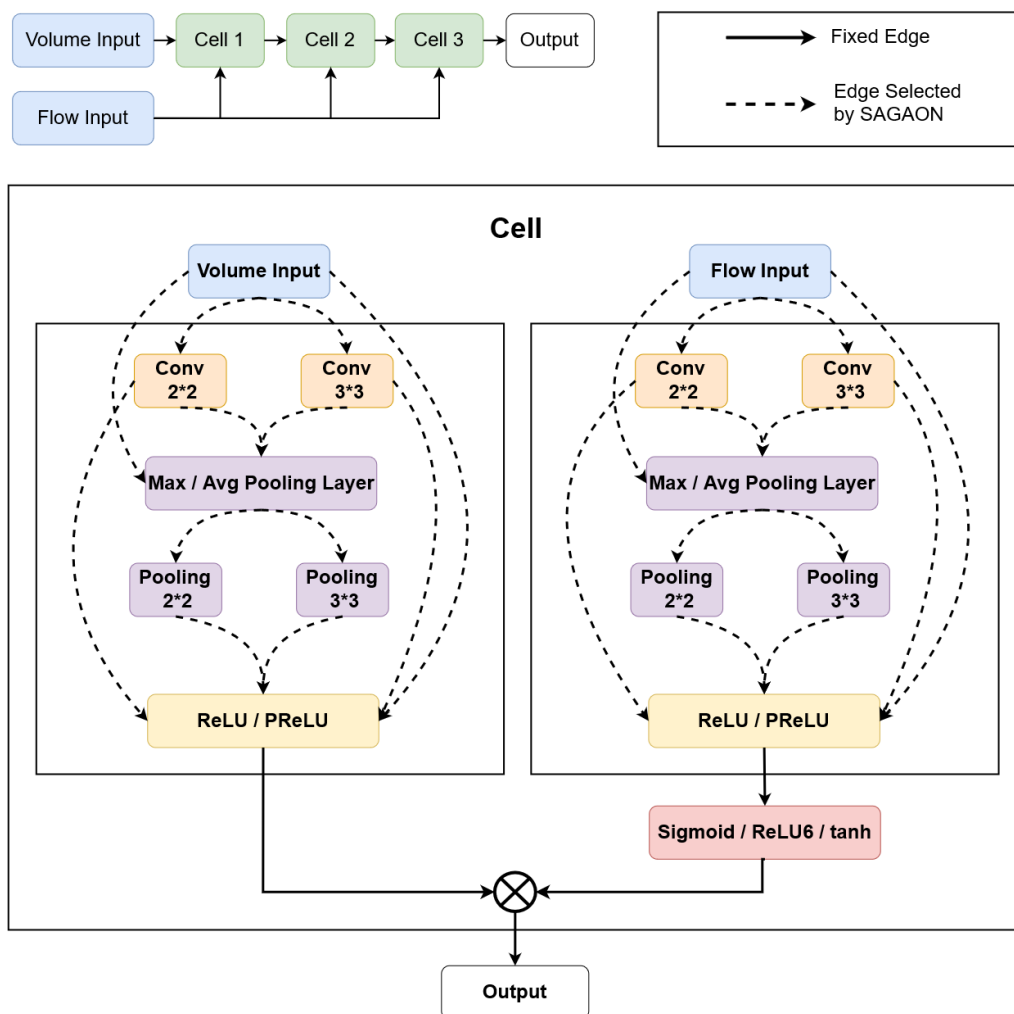 Volume Input
Cell 1
Cell 2
Cell 3
Output
Flow Input
Fixed Edge
Edge Selected
by SAGAON
Cell
Volume Input
Conv
2*2
Conv
3*3
Max / Avg Pooling Layer
Pooling
2*2
Pooling
3*3
ReLU / PReLU
Flow Input
Conv
2*2
Conv
3*3
Max / Avg Pooling Layer
Pooling
2*2
Pooling
3*3
ReLU / PReLU
Sigmoid / ReLU6 / tanh
Output